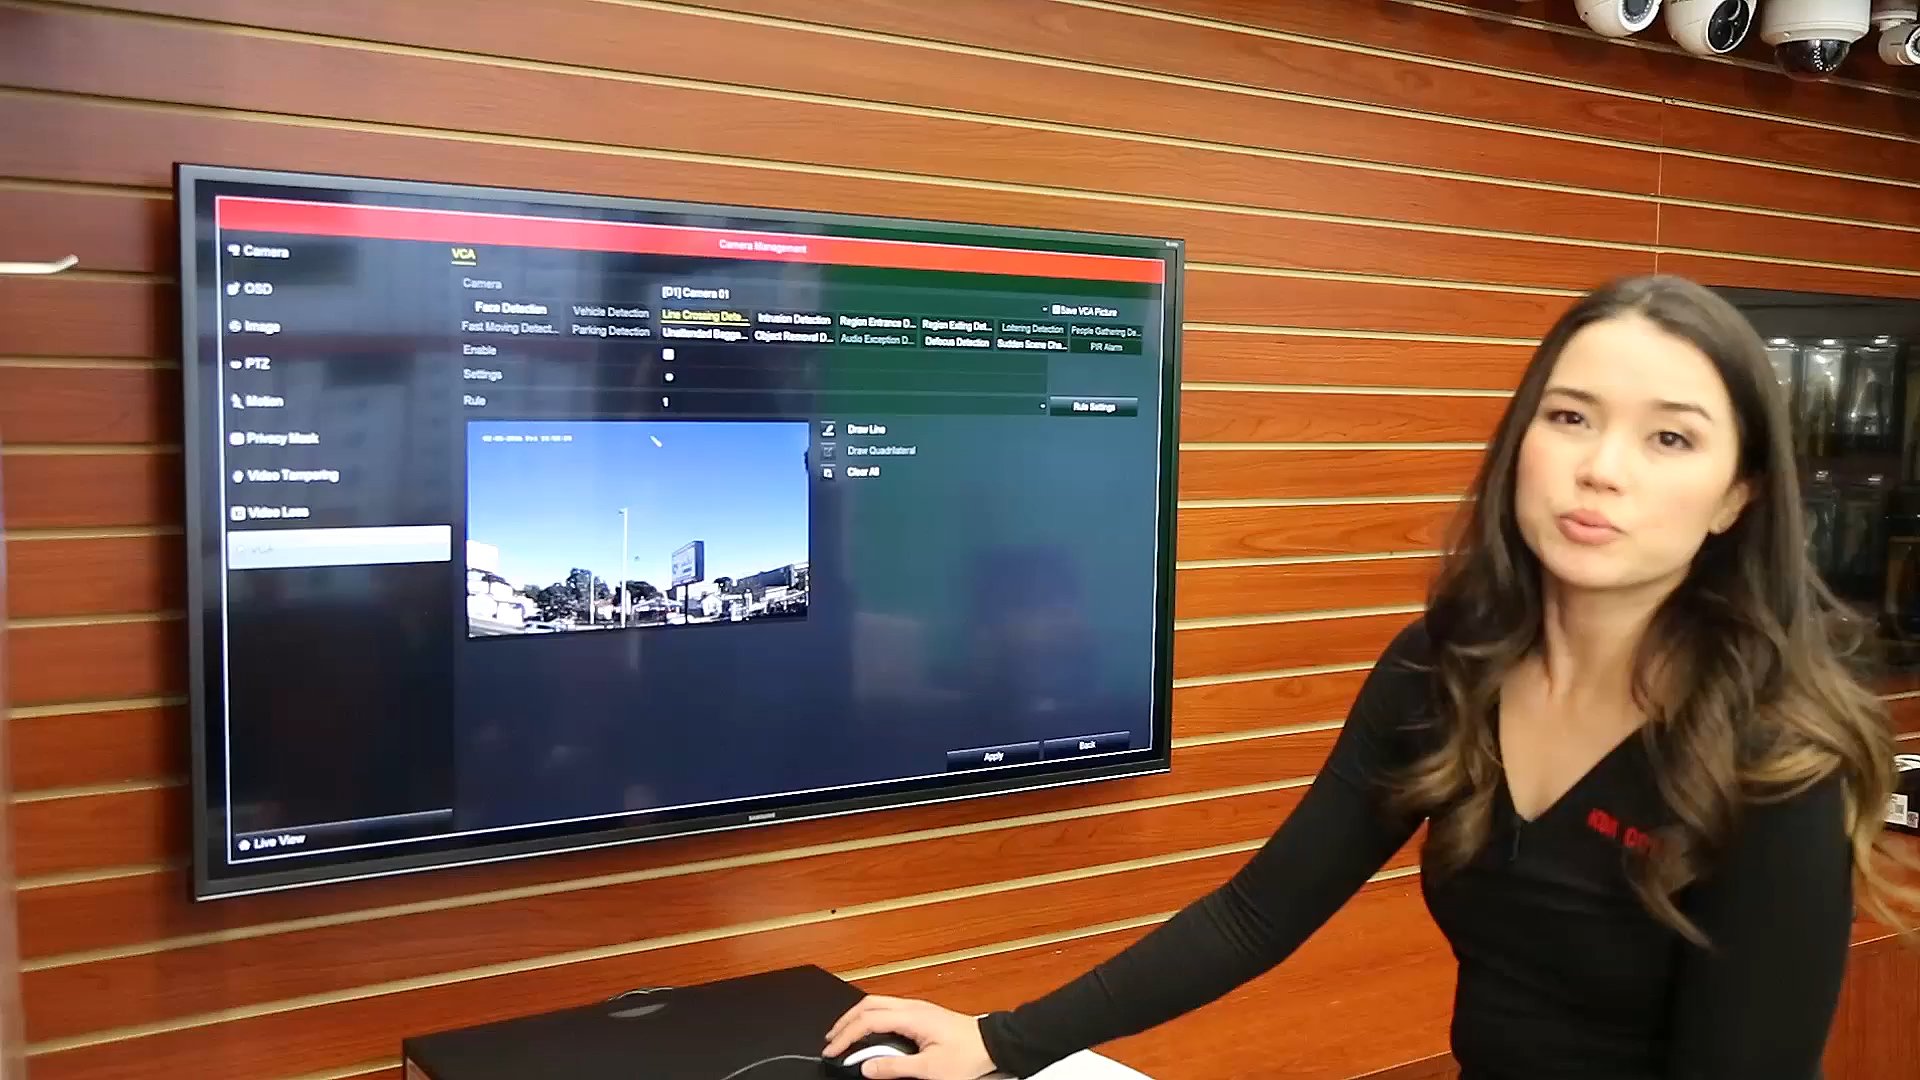 Camera Management
Camera
OSD
Image
PTZ
Motion
Privacy Mask
Video Tampering
Video Loss
VCA
Live View
VCA
Camera
[D1] Camera 01
Save VCA Picture
Face Detection
Vehicle Detection
Line Crossing Dete...
Intrusion Detection
Region Entrance D...
Region Exiting Det...
Loitering Detection
People Gathering De...
Fast Moving Detect...
Parking Detection
Unattended Bagga...
Object Removal D...
Audio Exception D...
Defocus Detection
Sudden Scene Cha...
PIR Alarm
Enable
Settings
Rule
1
Rule Settings
Draw Line
Draw Quadrilateral
Clear All
Apply
Back
SAMSUNG